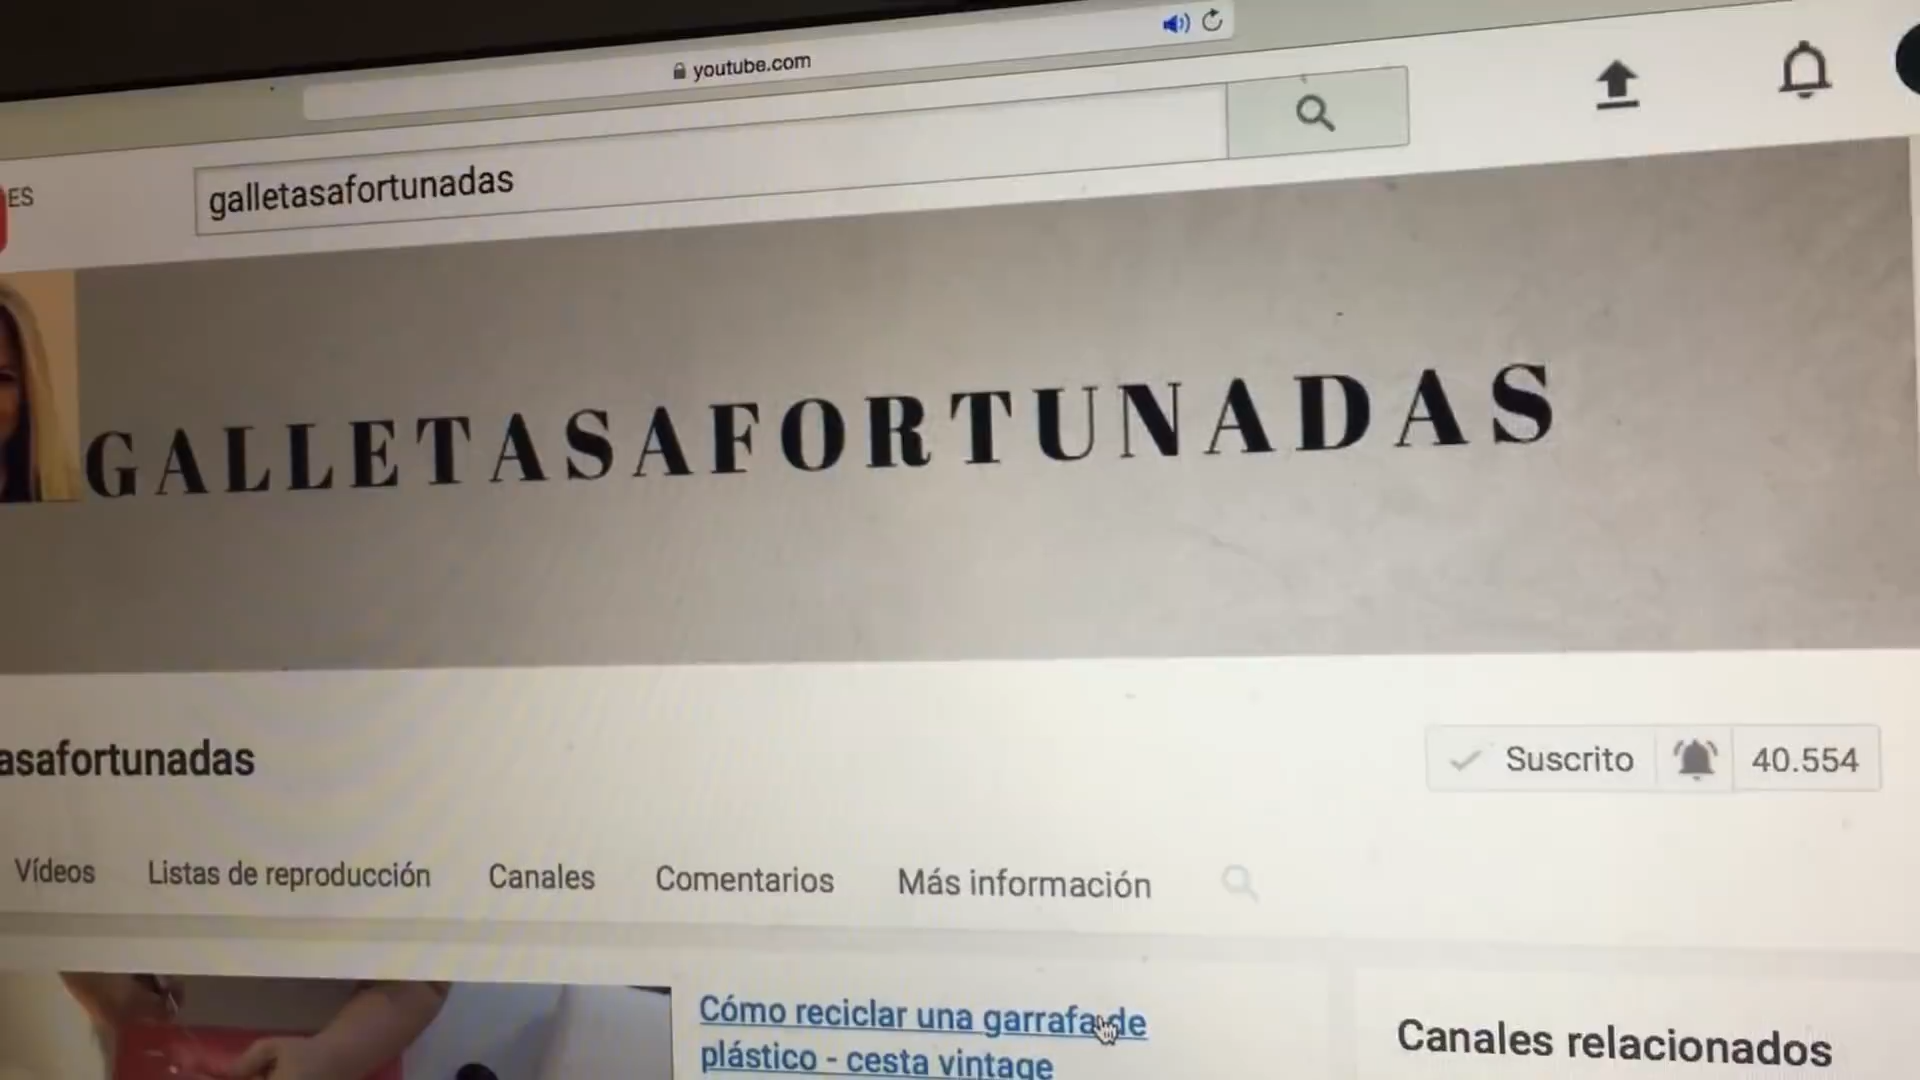 youtube.com
ES
galletasafortunadas
GALLETASAFORTUNADAS
asafortunadas
Suscrito
40.554
Vídeos
Listas de reproducción
Canales
Comentarios
Más información
Cómo reciclar una garrafa de
plástico - cesta vintage
Canales relacionados